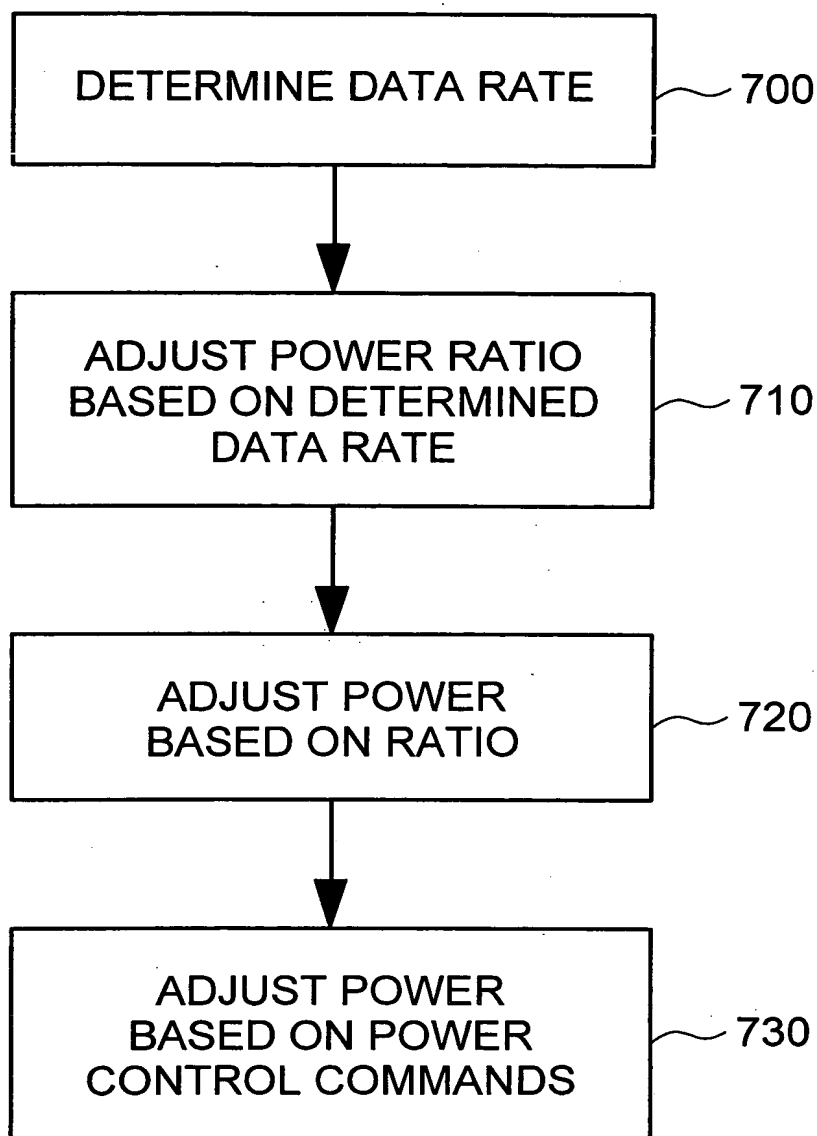 DETERMINE DATA RATE
700
ADJUST POWER RATIO
BASED ON DETERMINED
DATA RATE
710
ADJUST POWER
BASED ON RATIO
720
ADJUST POWER
BASED ON POWER
CONTROL COMMANDS
730